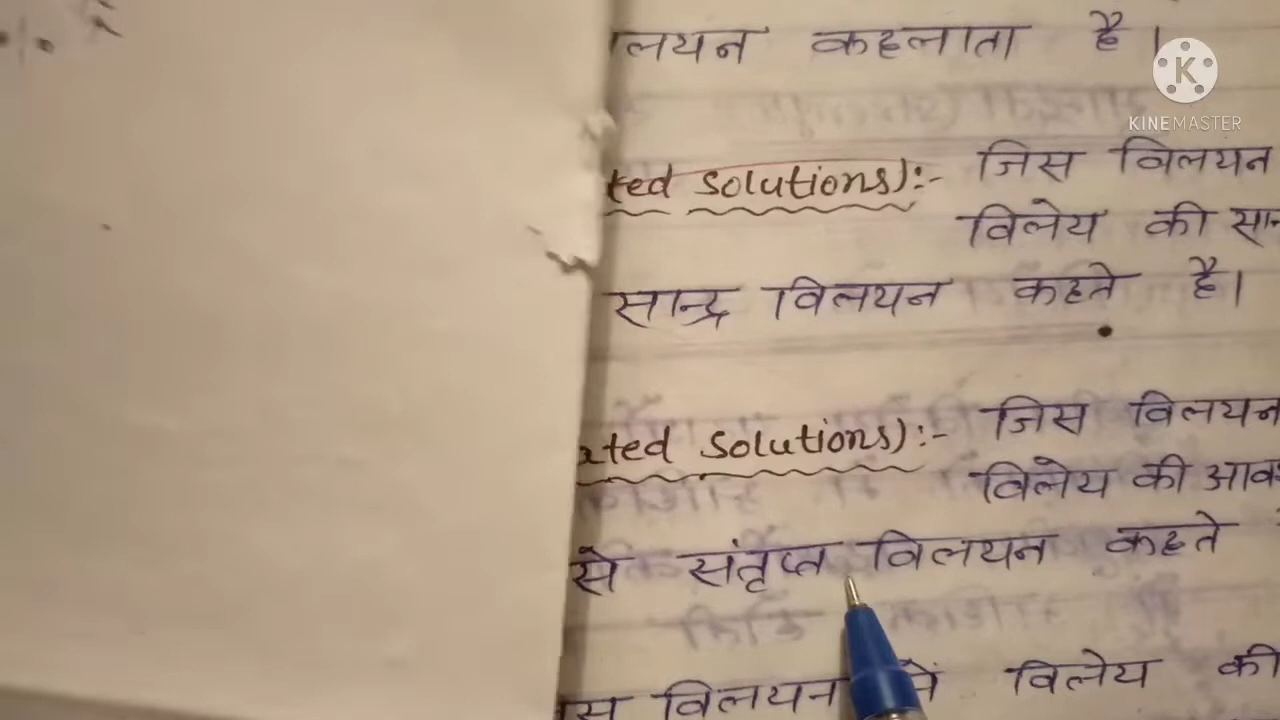 लयन कहलाता है।
K
KINEMASTER
ted solutions):- जिस विलयन
विलेय की सान
सान्द्र विलयन कहते है।
ated solutions):- जिस विलयन
विलेय की आव
से संतृप्त विलयन कहते
स विलयन में विलेय की